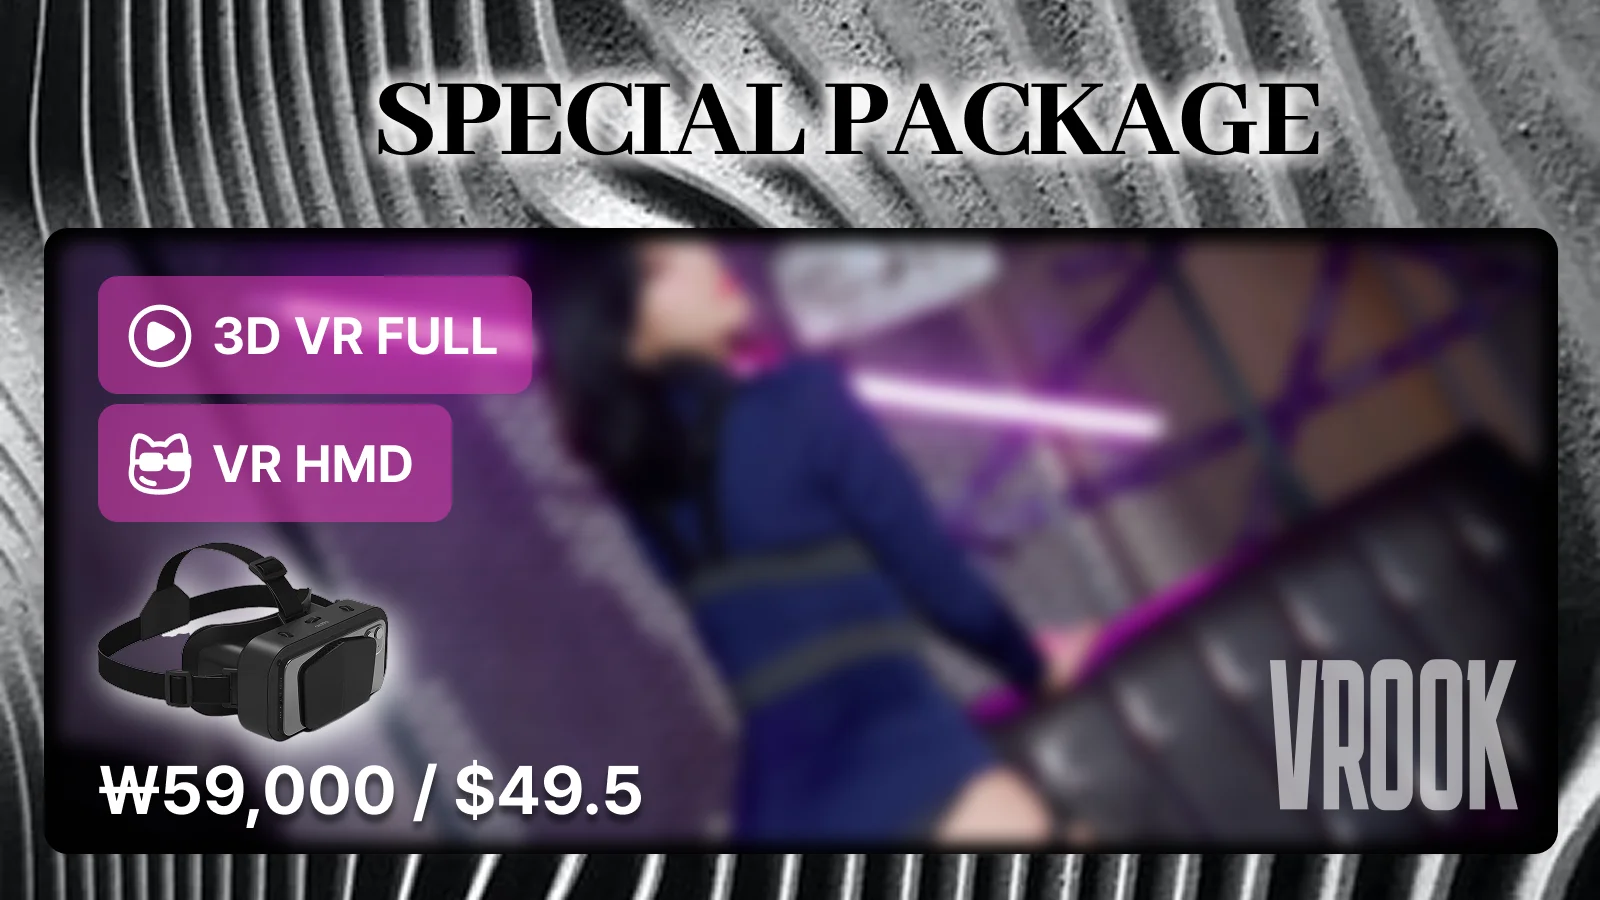 SPECIAL PACKAGE
3D VR FULL
VR HMD
₩59,000 / $49.5
VROOK